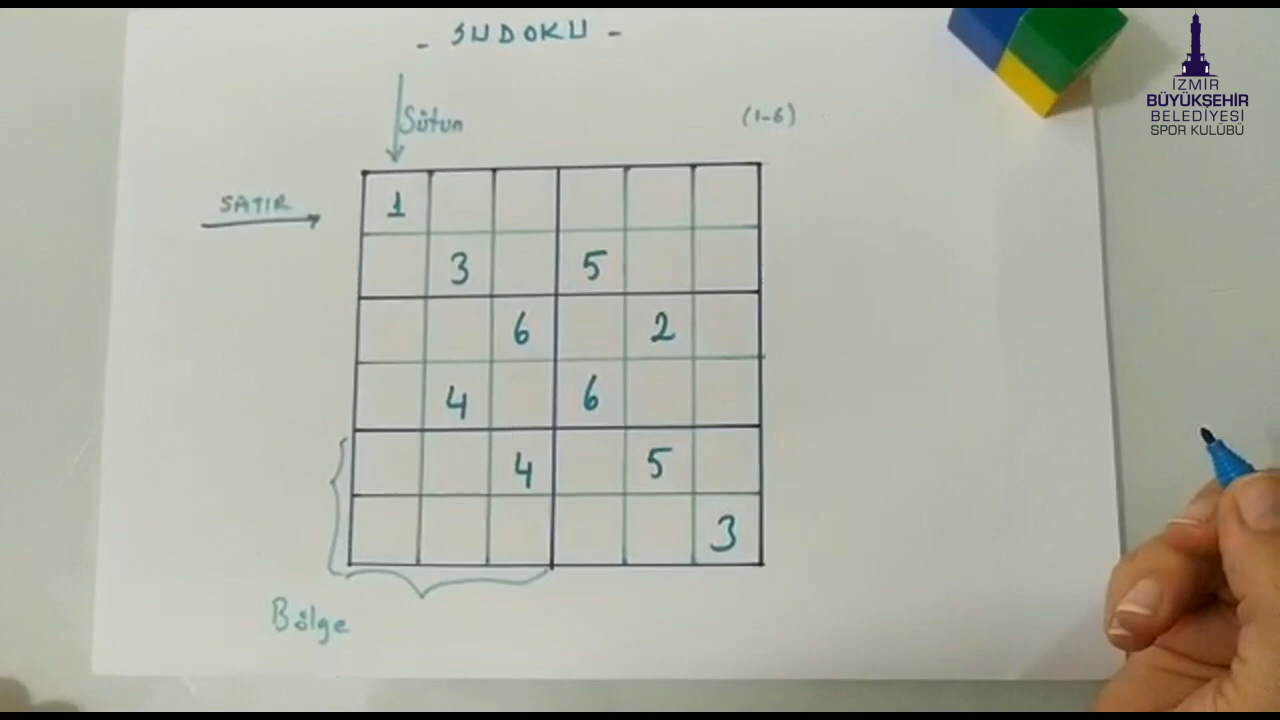 - SUDOKU -
Sütun
(1-6)
SATIR
1
3 5
6 2
4 6
4 5
3
Bölge
İZMİR
BÜYÜKŞEHİR
BELEDİYESİ
SPOR KULÜBÜ